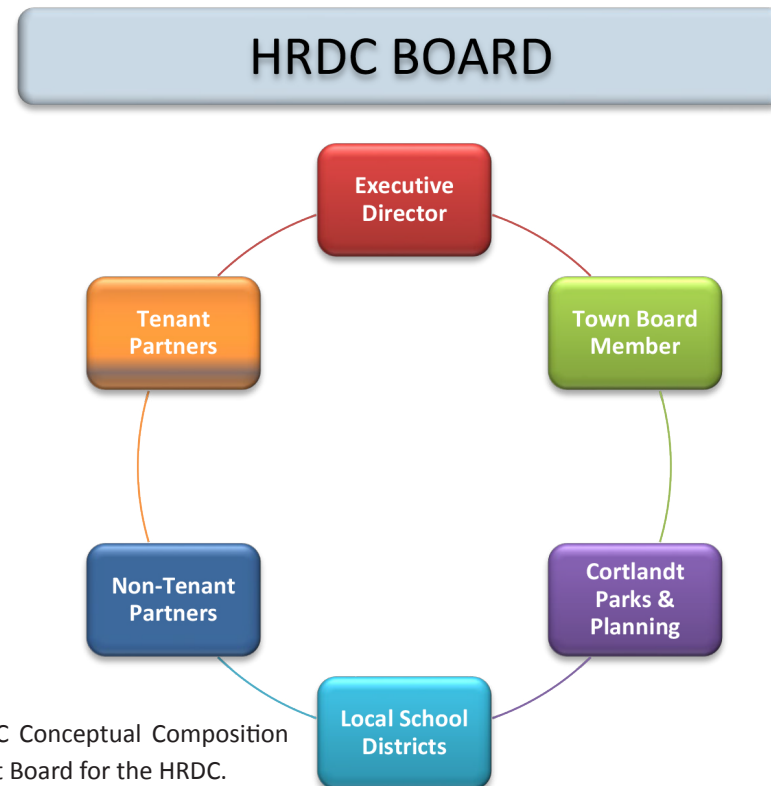 HRDC BOARD
Executive
Director
Tenant
Partners
Town Board
Member
Non-Tenant
Partners
Cortlandt
Parks &
Planning
Local School
Districts
Conceptual Composition
Board for the HRDC.